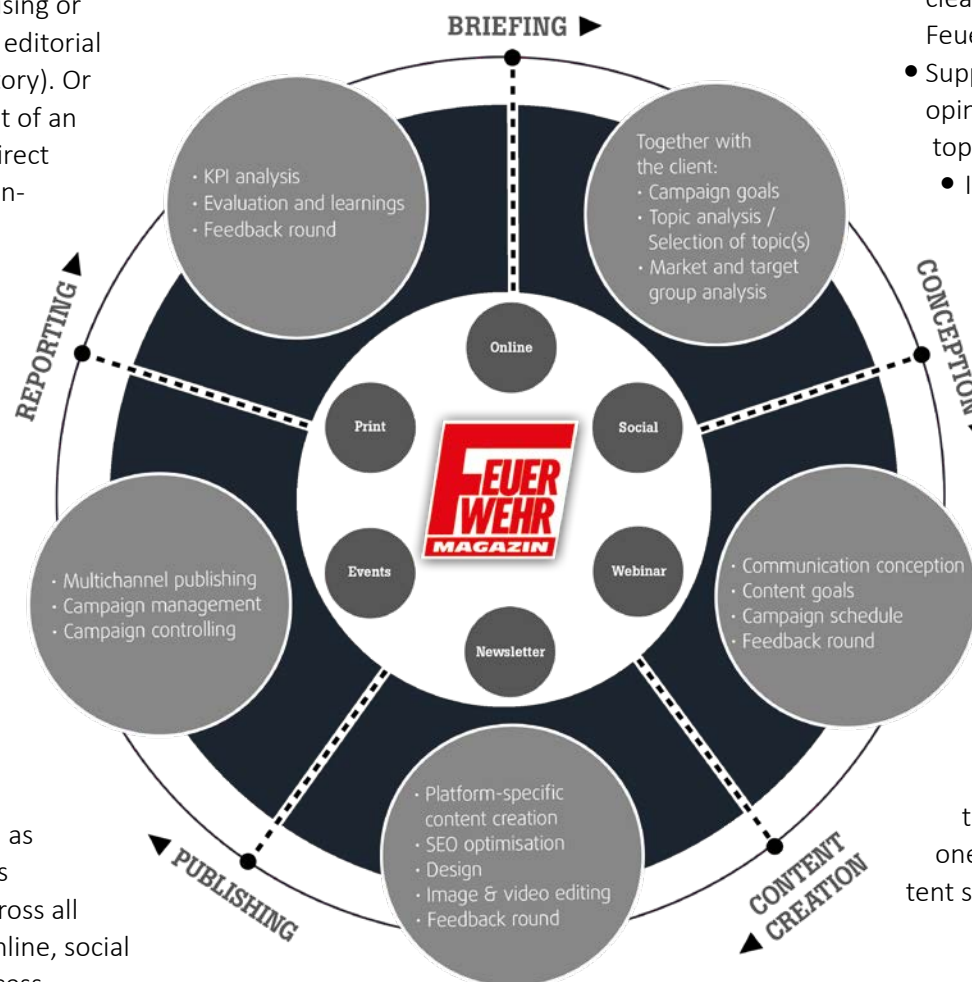 editorial
tory). Or
t of an
irect
n-
as
s
ross all
nline, social
BRIEFING ▶
Together with
the client:
· Campaign goals
· Topic analysis /
Selection of topic(s)
· Market and target
group analysis
CONCEPTION
· Communication conception
· Content goals
· Campaign schedule
· Feedback round
CONTENT
CREATION
· Platform-specific
content creation
· SEO optimisation
· Design
· Image & video editing
· Feedback round
PUBLISHING
· Multichannel publishing
· Campaign management
· Campaign controlling
REPORTING
· KPI analysis
· Evaluation and learnings
· Feedback round
Online
Social
Webinar
Newsletter
Events
Print
FEUER
WEHR
MAGAZIN
Feue
• Supp
opin
top
• I
t
one
tent s